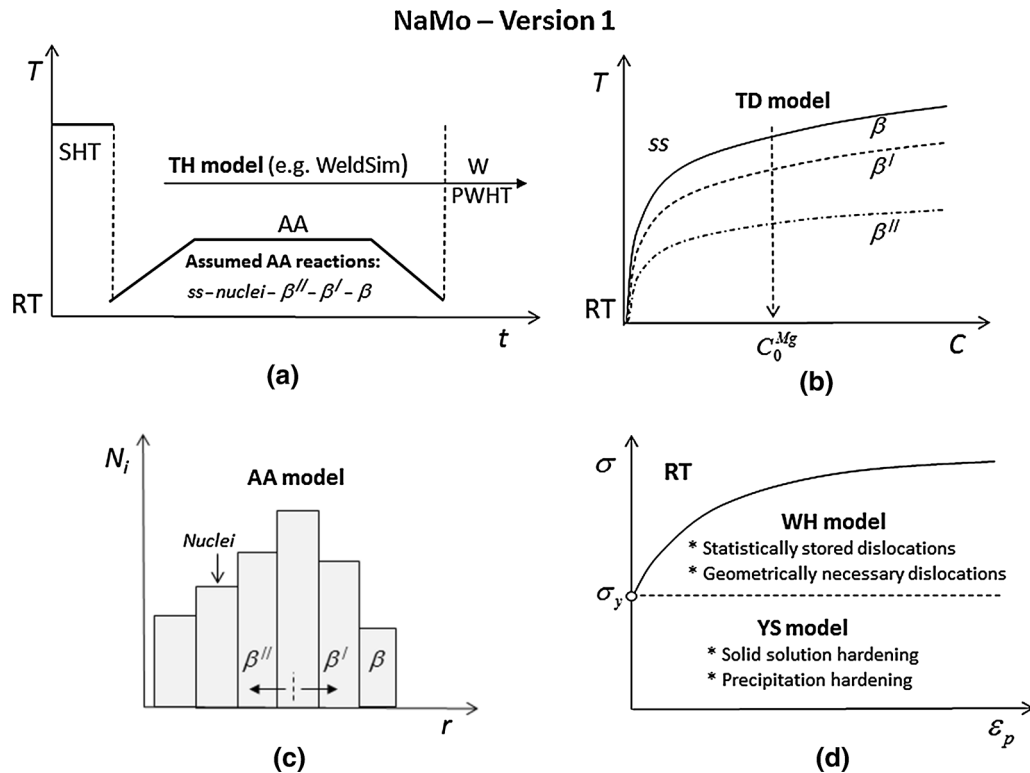 NaMo – Version 1
T
SHT
TH model (e.g. WeldSim)
W
PWHT
AA
Assumed AA reactions:
ss – nuclei – β// – β/ – β
RT
t
(a)
T
TD model
ss
β
β/
β//
RT
C₀^Mg
C
(b)
Nᵢ
AA model
Nuclei
β//
β/
β
r
(c)
σ
RT
WH model
* Statistically stored dislocations
* Geometrically necessary dislocations
σy
YS model
* Solid solution hardening
* Precipitation hardening
εp
(d)